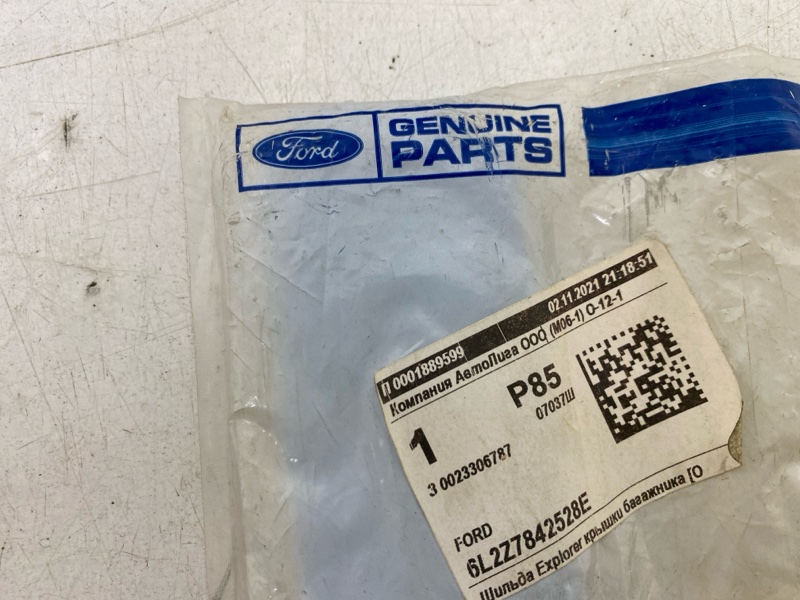 Ford
GENUINE
PARTS
П 0001889599
02.11.2021 21:18:51
Компания АвтоЛига ООО (М06-1) О-12-1
1
P85
07037Ш
З 0023306787
FORD
6L2Z7842528E
Шильда Explorer крышки багажника [О